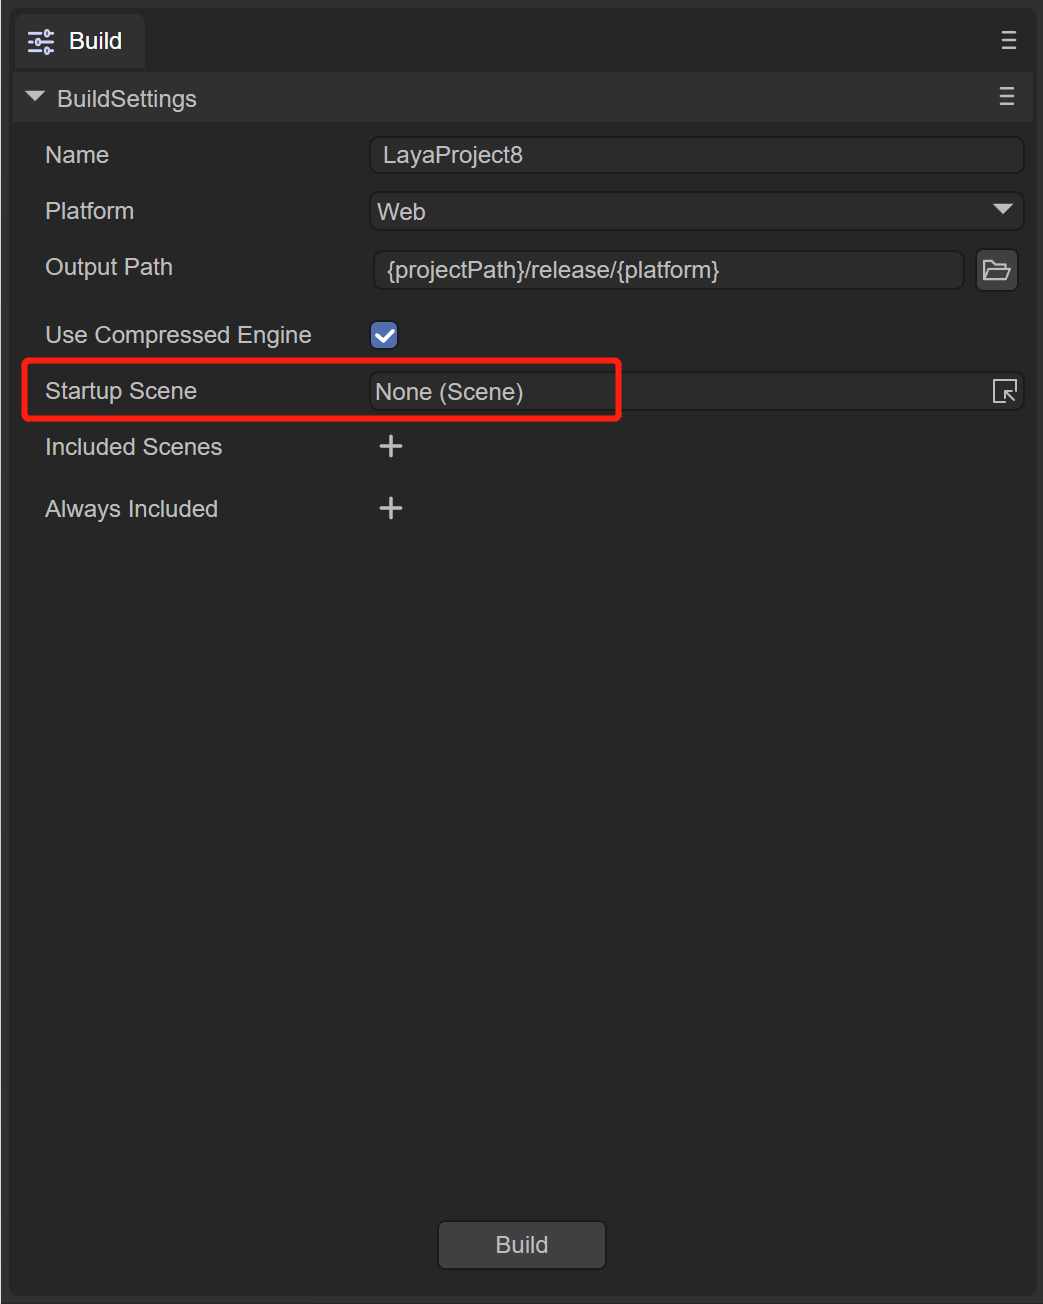 Build
BuildSettings
Name LayaProject8
Platform Web
Output Path {projectPath}/release/{platform}
Use Compressed Engine
Startup Scene None (Scene)
Included Scenes
Always Included
Build